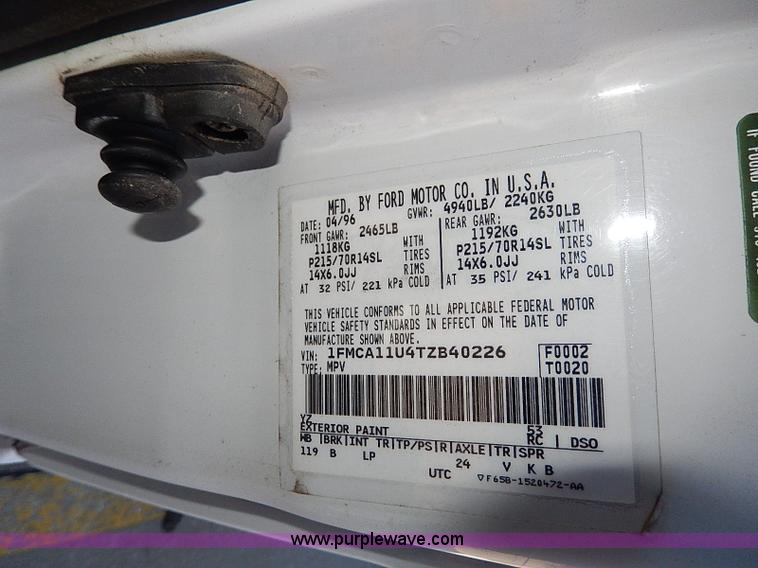 MFD. BY FORD MOTOR CO. IN U.S.A.
DATE: 04/96 GVWR: 4940LB/ 2240KG
FRONT GAWR: 2465LB
1118KG WITH
P215/70R14SL TIRES
14X6.0JJ RIMS
AT 32 PSI/ 221 kPa COLD
REAR GAWR: 2630LB
1192KG WITH
P215/70R14SL TIRES
14X6.0JJ RIMS
AT 35 PSI/ 241 kPa COLD
THIS VEHICLE CONFORMS TO ALL APPLICABLE FEDERAL MOTOR
VEHICLE SAFETY STANDARDS IN EFFECT ON THE DATE OF
MANUFACTURE SHOWN ABOVE.
VIN: 1FMCA11U4TZB40226 F0002
TYPE: MPV T0020
YZ
EXTERIOR PAINT 53 RC DSO
WB BRK INT TR TP/PS R AXLE TR SPR
119 B LP 24 V K B
UTC ▽F65B-1520472-AA
IF FOUND CALL
www.purplewave.com